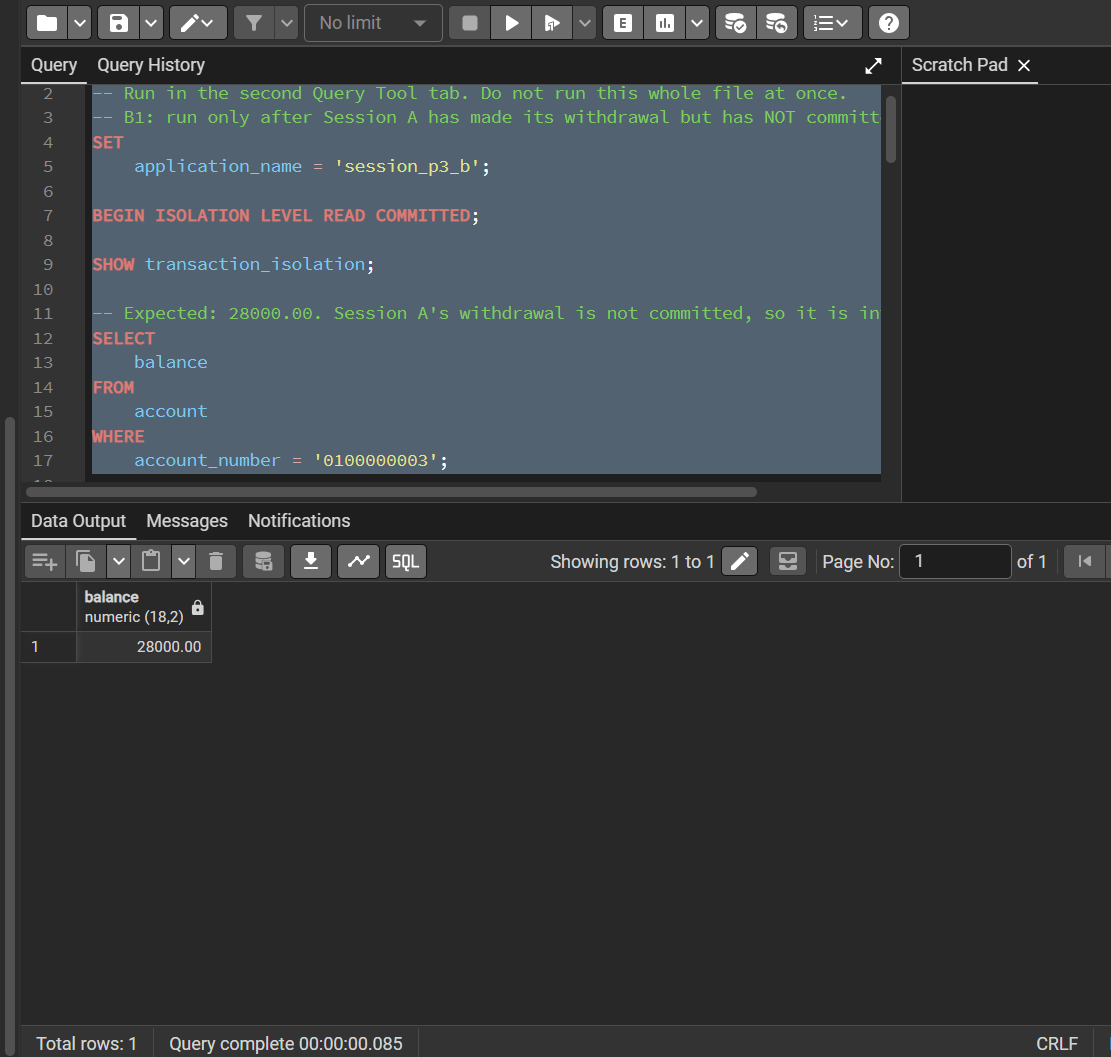 No limit
E
Query
Query History
Scratch Pad
2 -- Run in the second Query Tool tab. Do not run this whole file at once.
3 -- B1: run only after Session A has made its withdrawal but has NOT committ
4 SET
5 application_name = 'session_p3_b';
6
7 BEGIN ISOLATION LEVEL READ COMMITTED;
8
9 SHOW transaction_isolation;
10
11 -- Expected: 28000.00. Session A's withdrawal is not committed, so it is in
12 SELECT
13 balance
14 FROM
15 account
16 WHERE
17 account_number = '0100000003';
Data Output
Messages
Notifications
SQL
Showing rows: 1 to 1
Page No: 1 of 1
balance
numeric (18,2)
1 28000.00
Total rows: 1
Query complete 00:00:00.085
CRLF